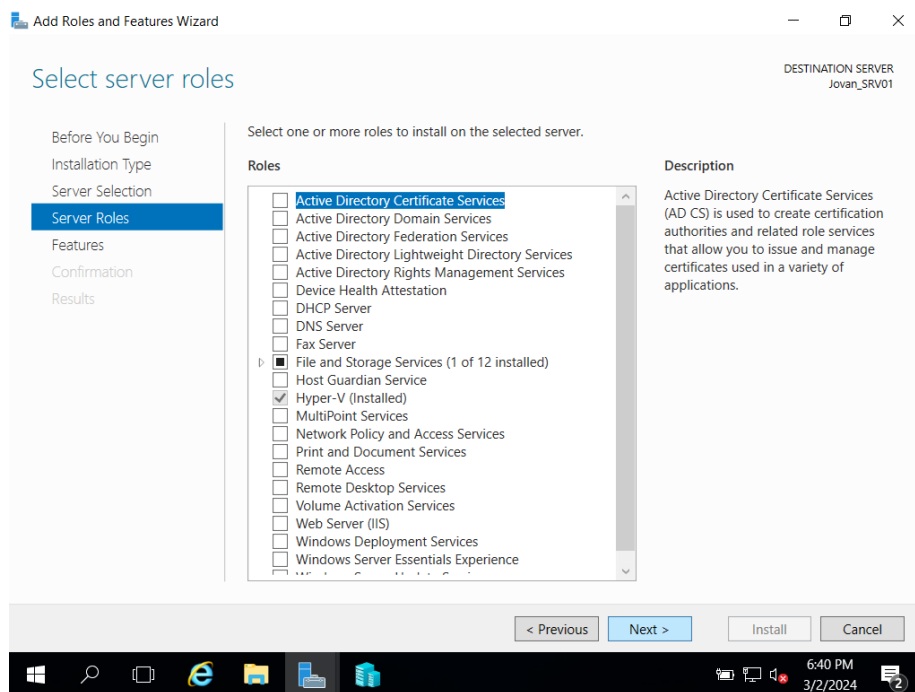 Add Roles and Features Wizard
Select server roles
DESTINATION SERVER
Jovan_SRV01
Before You Begin
Installation Type
Server Selection
Server Roles
Features
Confirmation
Results
Select one or more roles to install on the selected server.
Roles
Active Directory Certificate Services
Active Directory Domain Services
Active Directory Federation Services
Active Directory Lightweight Directory Services
Active Directory Rights Management Services
Device Health Attestation
DHCP Server
DNS Server
Fax Server
File and Storage Services (1 of 12 installed)
Host Guardian Service
Hyper-V (Installed)
MultiPoint Services
Network Policy and Access Services
Print and Document Services
Remote Access
Remote Desktop Services
Volume Activation Services
Web Server (IIS)
Windows Deployment Services
Windows Server Essentials Experience
Description
Active Directory Certificate Services
(AD CS) is used to create certification
authorities and related role services
that allow you to issue and manage
certificates used in a variety of
applications.
< Previous
Next >
Install
Cancel
6:40 PM
3/2/2024
2